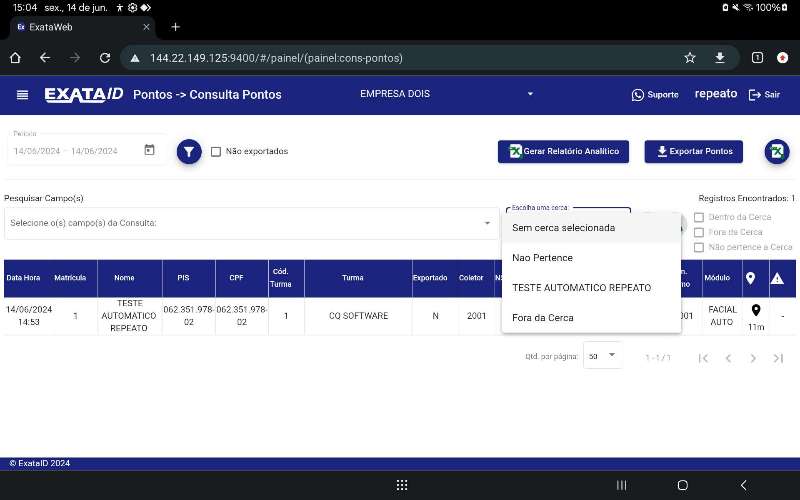 15:04 sex., 14 de jun. 100%
ExataWeb
144.22.149.125:9400/#/painel/(painel:cons-pontos)
EXATAID Pontos -> Consulta Pontos EMPRESA DOIS Suporte repeato Sair
Período
14/06/2024 – 14/06/2024
Não exportados
Gerar Relatório Analítico
Exportar Pontos
Pesquisar Campo(s)
Registros Encontrados: 1
Selecione o(s) campo(s) da Consulta:
Escolha uma cerca:
Sem cerca selecionada
Nao Pertence
TESTE AUTOMATICO REPEATO
Fora da Cerca
Dentro da Cerca
Fora da Cerca
Não pertence a Cerca
Data Hora Matrícula Nome PIS CPF Cód. Turma Turma Exportado Coletor Módulo
14/06/2024 14:53 1 TESTE AUTOMATICO REPEATO 062.351.978-02 062.351.978-02 1 CQ SOFTWARE N 2001 001 FACIAL AUTO 11m -
Qtd. por página: 50 1 - 1 / 1
© ExataID 2024